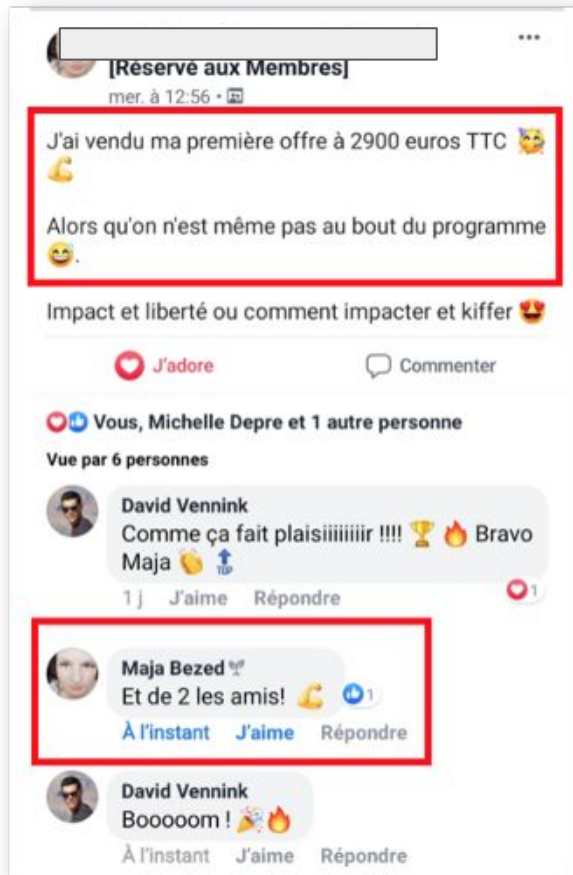 [Réservé aux Membres]
mer. à 12:56 •
J'ai vendu ma première offre à 2900 euros TTC 🥳
💪
Alors qu'on n'est même pas au bout du programme
😅.
Impact et liberté ou comment impacter et kiffer 😍
J'adore Commenter
Vous, Michelle Depre et 1 autre personne
Vue par 6 personnes
David Vennink
Comme ça fait plaisiiiiiiiiir !!!! 🏆 🔥 Bravo
Maja 👏 🔝
1 j J'aime Répondre
1
Maja Bezed
Et de 2 les amis! 💪 1
À l'instant J'aime Répondre
David Vennink
Booooom ! 🎉🔥
À l'instant J'aime Répondre